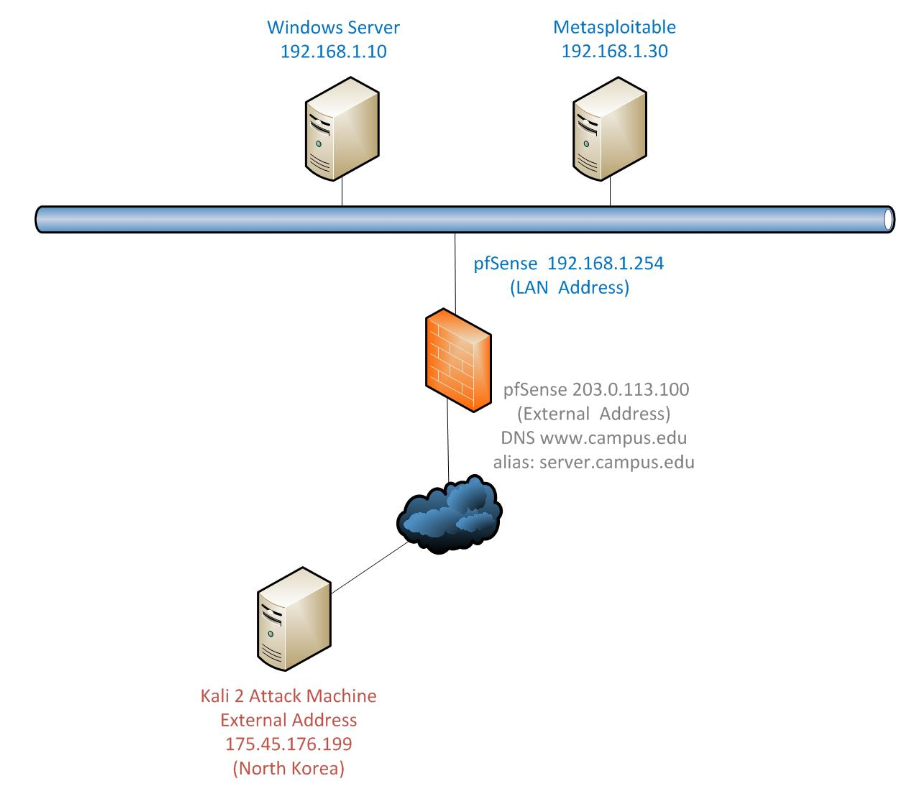 Windows Server
192.168.1.10
Metasploitable
192.168.1.30
pfSense 192.168.1.254
(LAN Address)
pfSense 203.0.113.100
(External Address)
DNS www.campus.edu
alias: server.campus.edu
Kali 2 Attack Machine
External Address
175.45.176.199
(North Korea)